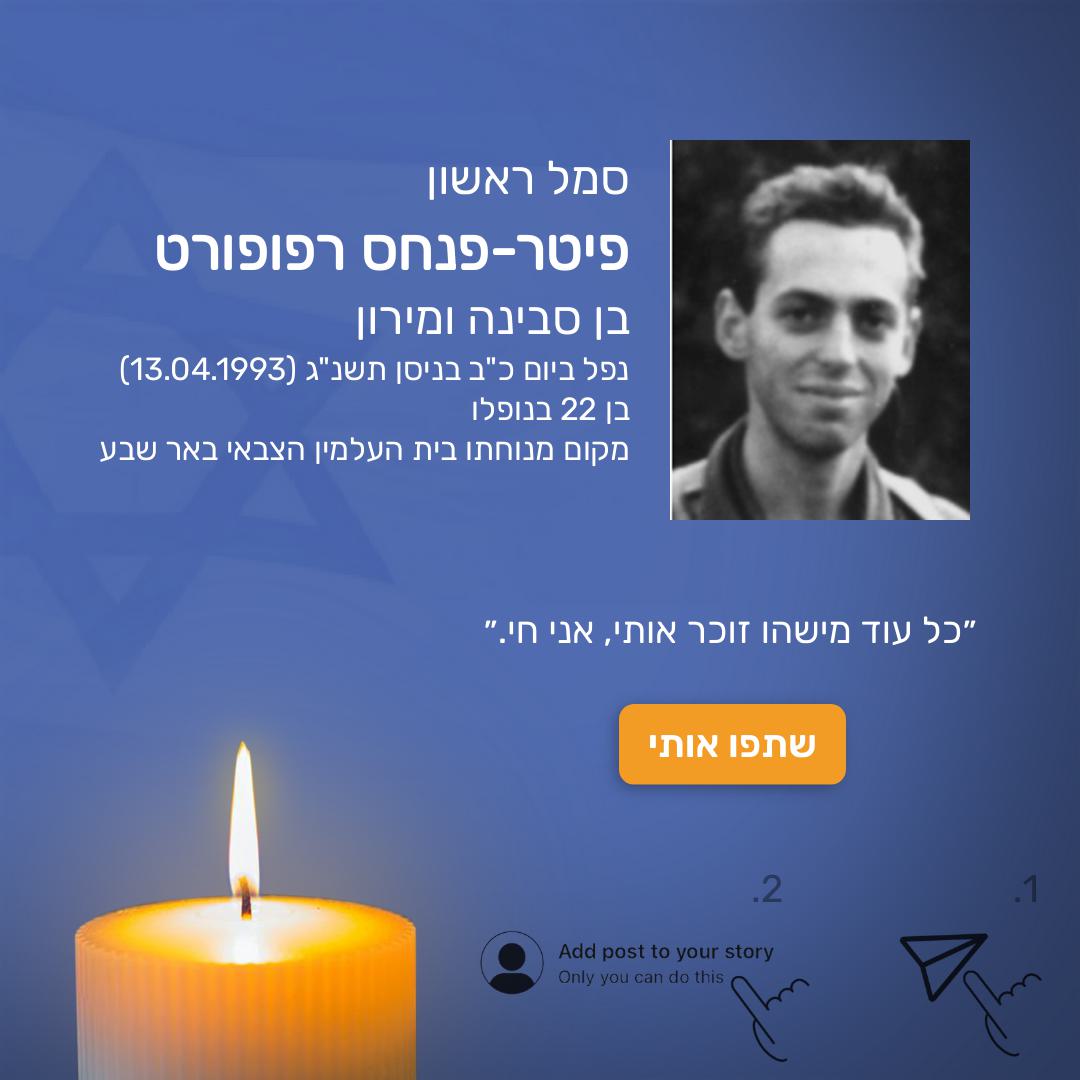 סמל ראשון
פיטר-פנחס רפופורט
בן סבינה ומירון
נפל ביום כ"ב בניסן תשנ"ג (13.04.1993)
בן 22 בנופלו
מקום מנוחתו בית העלמין הצבאי באר שבע
״כל עוד מישהו זוכר אותי, אני חי.״
שתפו אותי
1.
2.
Add post to your story
Only you can do this